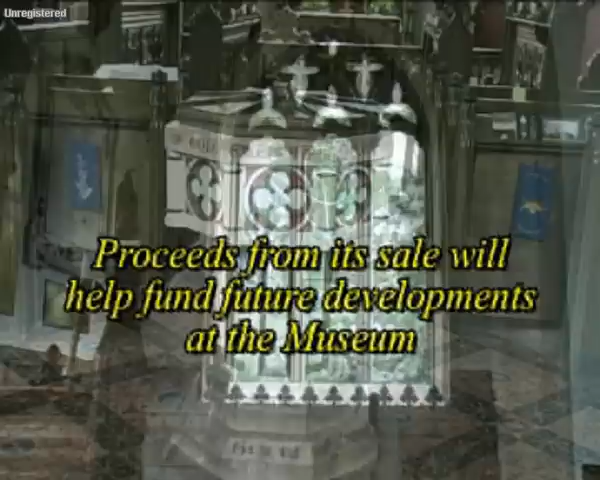 Unregistered
Proceeds from its sale will
help fund future developments
at the Museum